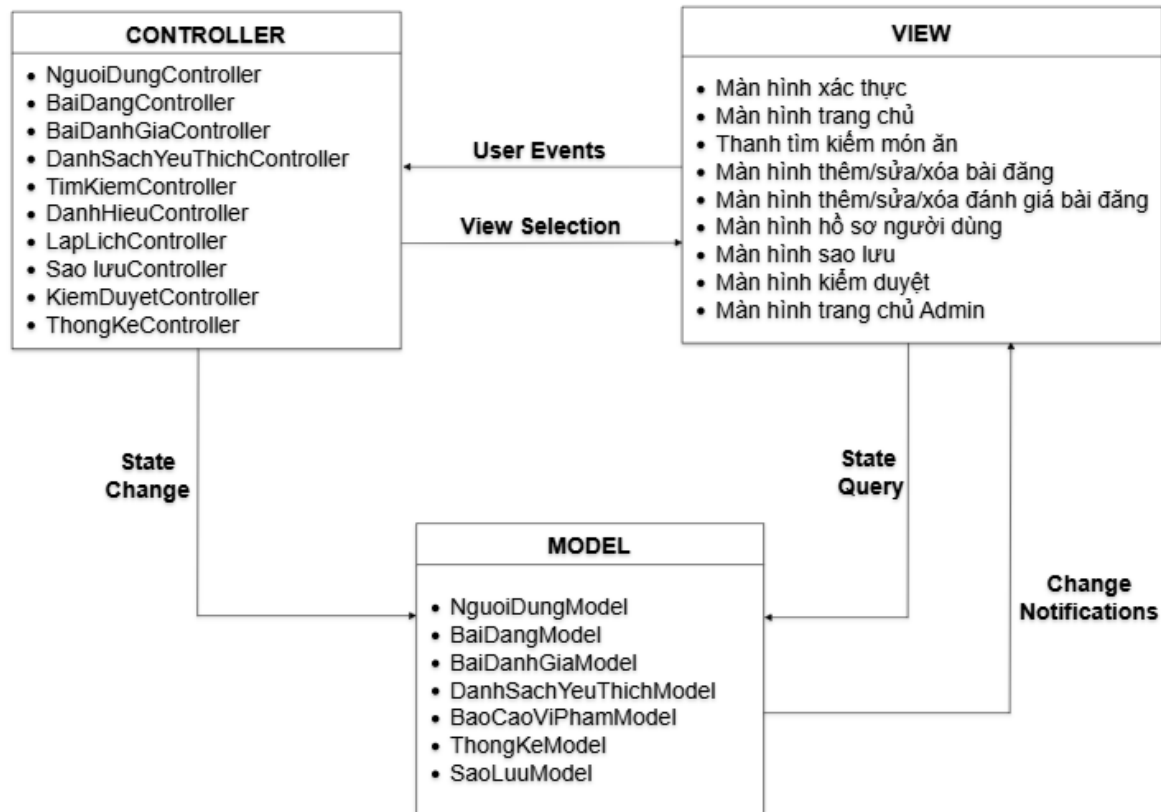 CONTROLLER
• NguoiDungController
• BaiDangController
• BaiDanhGiaController
• DanhSachYeuThichController
• TimKiemController
• DanhHieuController
• LapLichController
• Sao lưuController
• KiemDuyetController
• ThongKeController
User Events
View Selection
VIEW
• Màn hình xác thực
• Màn hình trang chủ
• Thanh tìm kiếm món ăn
• Màn hình thêm/sửa/xóa bài đăng
• Màn hình thêm/sửa/xóa đánh giá bài đăng
• Màn hình hồ sơ người dùng
• Màn hình sao lưu
• Màn hình kiểm duyệt
• Màn hình trang chủ Admin
State
Change
State
Query
Change
Notifications
MODEL
• NguoiDungModel
• BaiDangModel
• BaiDanhGiaModel
• DanhSachYeuThichModel
• BaoCaoViPhamModel
• ThongKeModel
• SaoLuuModel